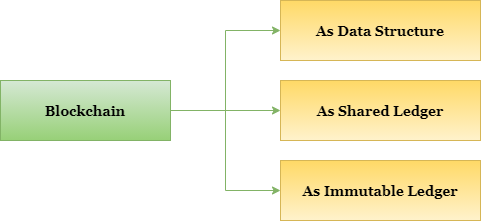 As Data Structure
Blockchain
As Shared Ledger
As Immutable Ledger